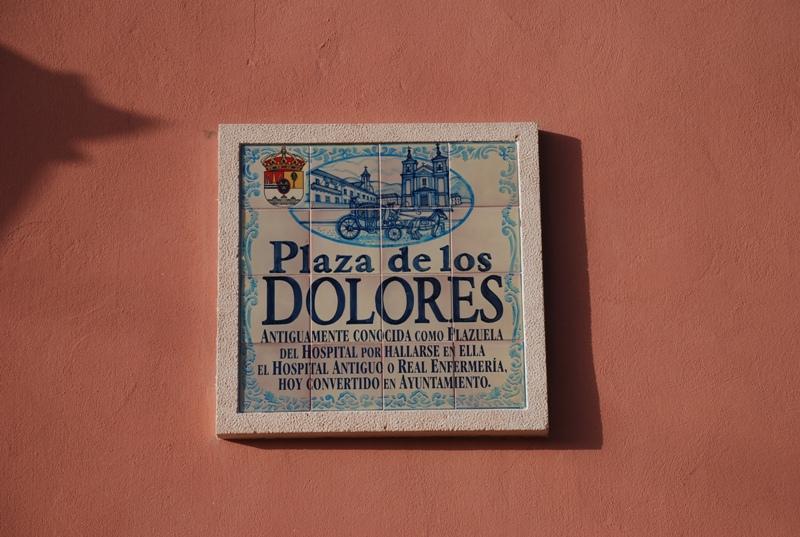 Plaza de los
DOLORES
ANTIGUAMENTE CONOCIDA COMO PLAZUELA
DEL HOSPITAL POR HALLARSE EN ELLA
EL HOSPITAL ANTIGUO O REAL ENFERMERÍA,
HOY CONVERTIDO EN AYUNTAMIENTO.